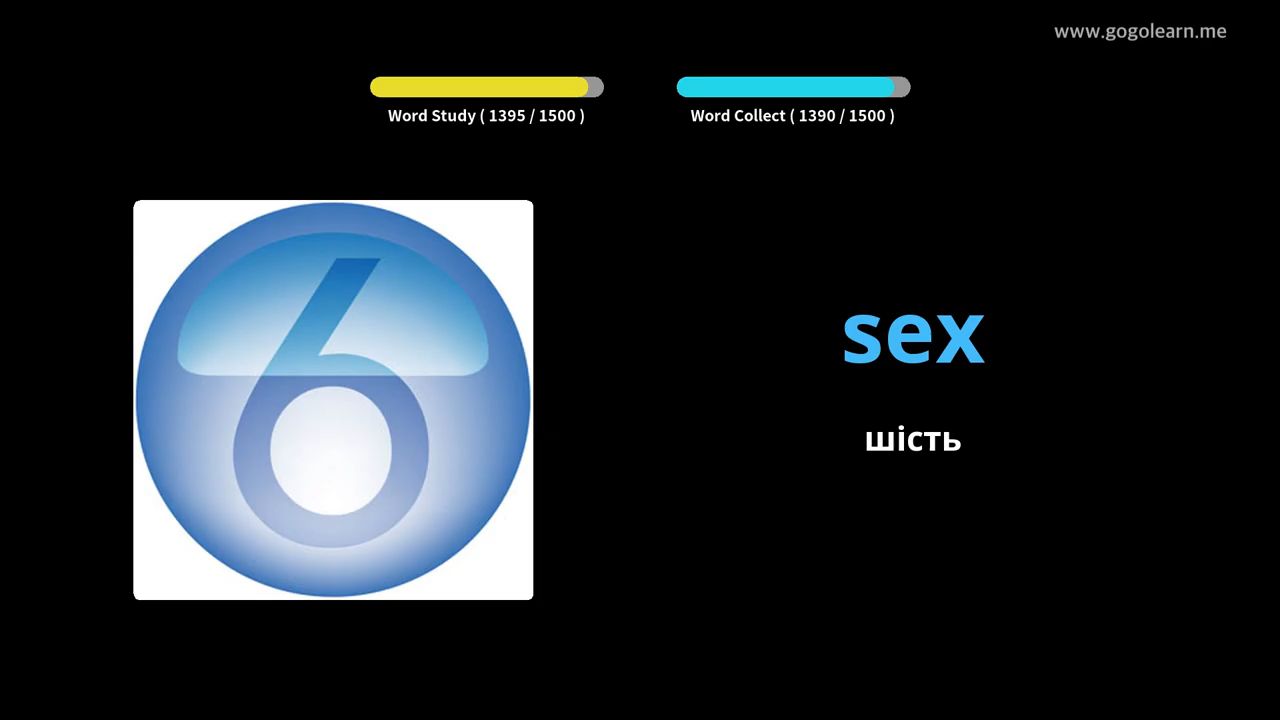 www.gogolearn.me
Word Study ( 1395 / 1500 )
Word Collect ( 1390 / 1500 )
6
sex
шість